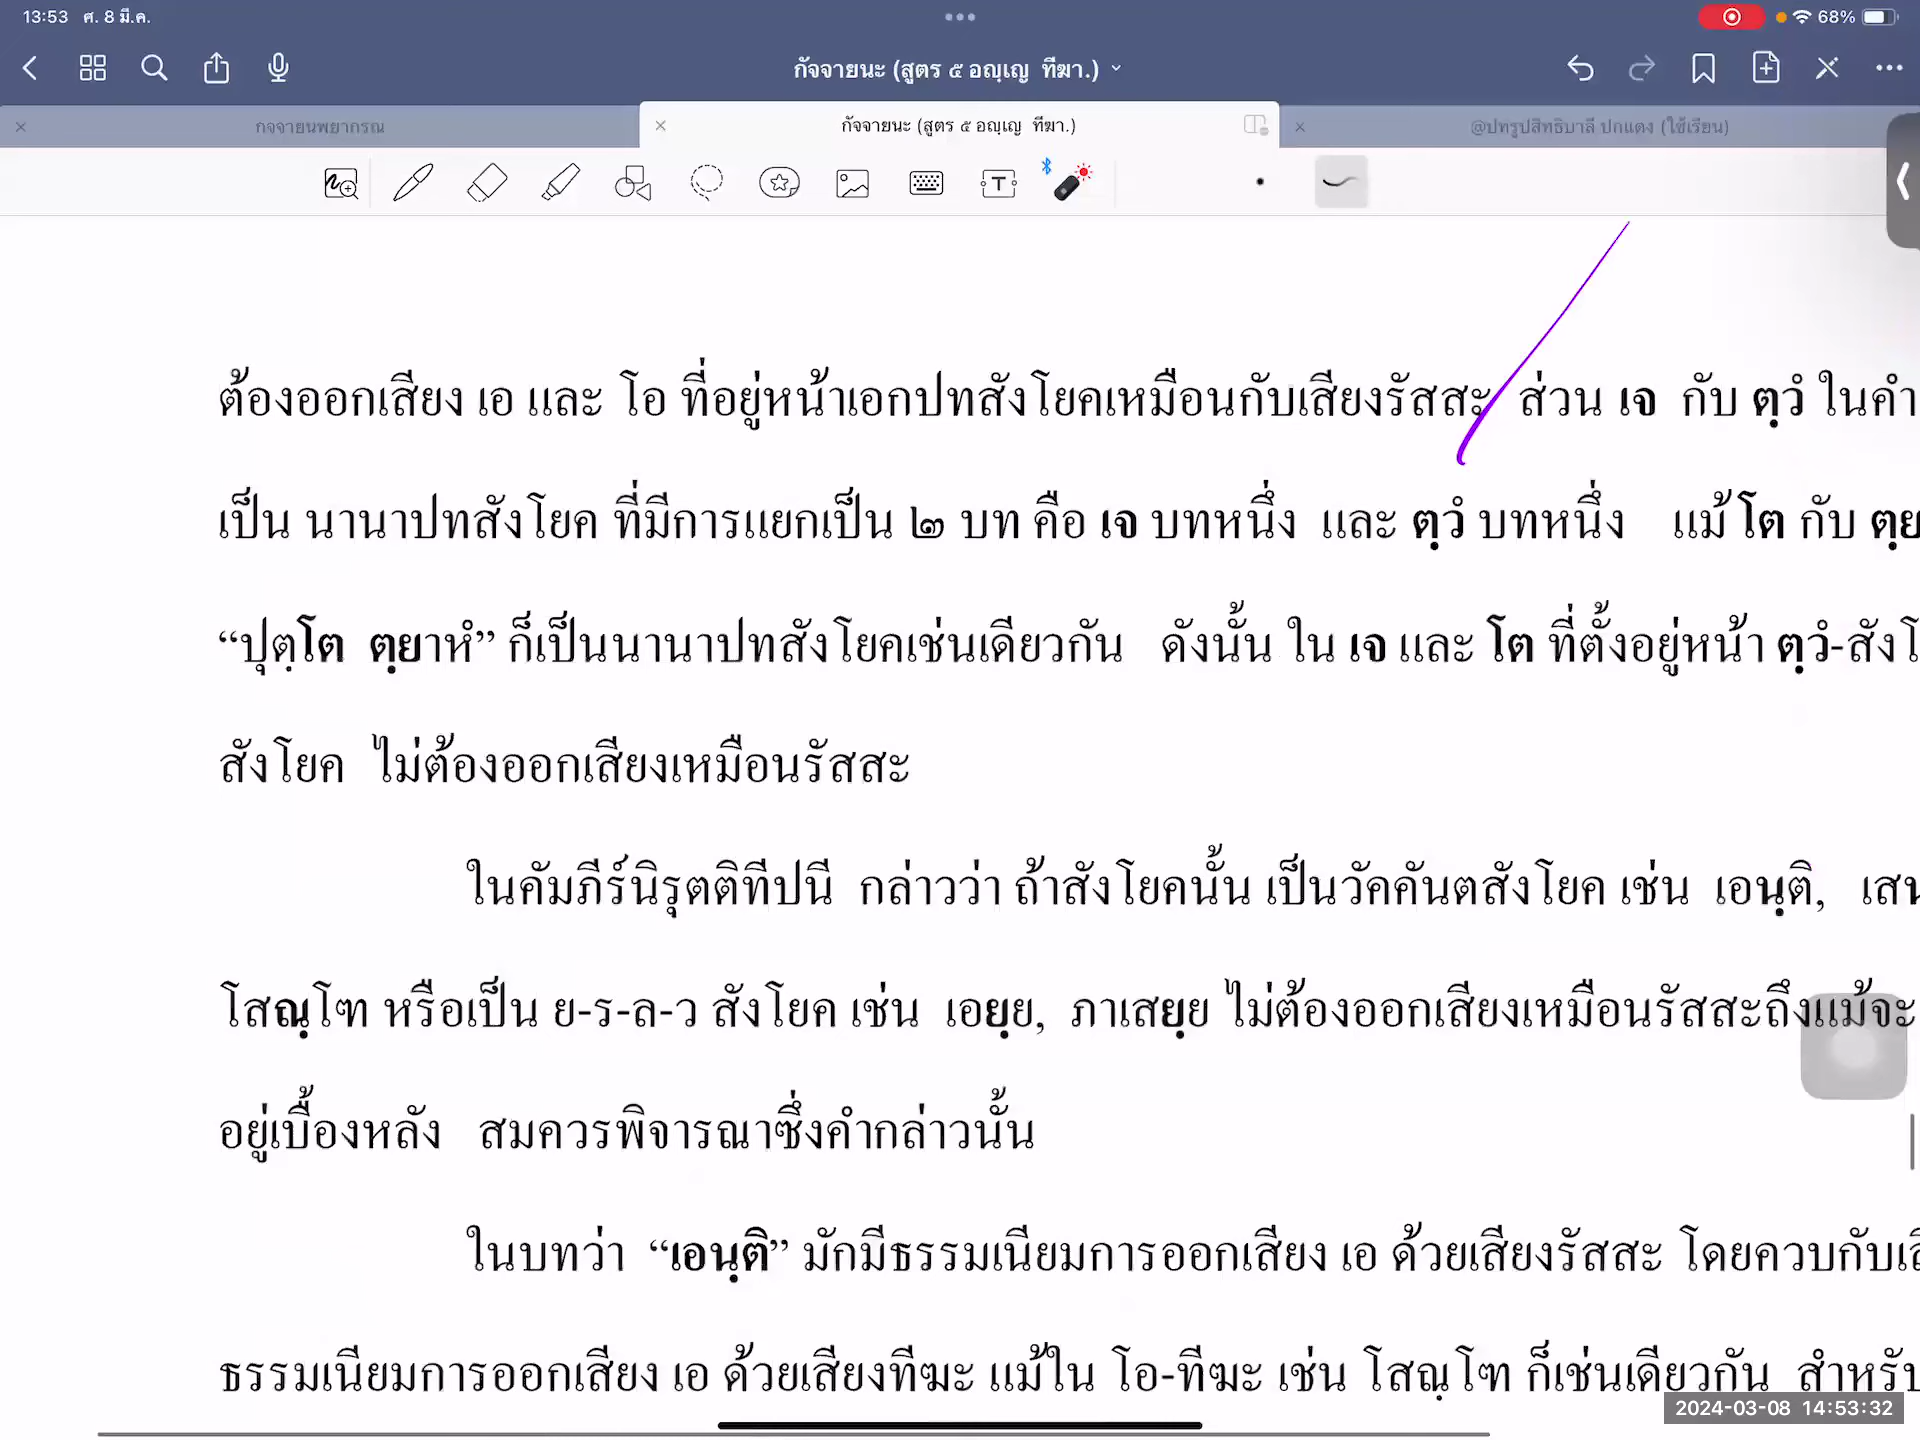 13:53 ศ. 8 มี.ค.
68%
กัจจายนะ (สูตร ๕ อญฺเญ ทีฆา.)
กจจายนพยากรณ
กัจจายนะ (สูตร ๕ อญฺเญ ทีฆา.)
@ปทรูปสิทธิบาลี ปกแดง (ใช้เรียน)
ต้องออกเสียง เอ และ โอ ที่อยู่หน้าเอกปทสังโยคเหมือนกับเสียงรัสสะ ส่วน เจ กับ ตฺวํ ในคำ
เป็น นานาปทสังโยค ที่มีการแยกเป็น ๒ บท คือ เจ บทหนึ่ง และ ตฺวํ บทหนึ่ง แม้ โต กับ ตฺย
“ปุตฺโต ตฺยาหํ” ก็เป็นนานาปทสังโยคเช่นเดียวกัน ดังนั้น ใน เจ และ โต ที่ตั้งอยู่หน้า ตฺวํ-สังโ
สังโยค ไม่ต้องออกเสียงเหมือนรัสสะ
ในคัมภีร์นิรุตติทีปนี กล่าวว่า ถ้าสังโยคนั้น เป็นวัคคันตสังโยค เช่น เอนฺติ, เสน
โสณฺโฑ หรือเป็น ย-ร-ล-ว สังโยค เช่น เอยฺย, ภาเสยฺย ไม่ต้องออกเสียงเหมือนรัสสะถึงแม้จะ
อยู่เบื้องหลัง สมควรพิจารณาซึ่งคำกล่าวนั้น
ในบทว่า “เอนฺติ” มักมีธรรมเนียมการออกเสียง เอ ด้วยเสียงรัสสะ โดยควบกับเสี
ธรรมเนียมการออกเสียง เอ ด้วยเสียงทีฆะ แม้ใน โอ-ทีฆะ เช่น โสณฺโฑ ก็เช่นเดียวกัน สำหรับ
2024-03-08 14:53:32